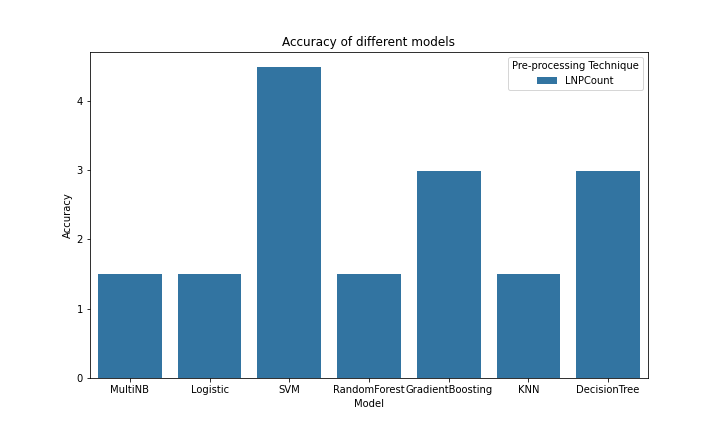 Accuracy of different models
Pre-processing Technique
LNPCount
Accuracy
4
3
2
1
0
MultiNB Logistic SVM RandomForest GradientBoosting KNN DecisionTree
Model